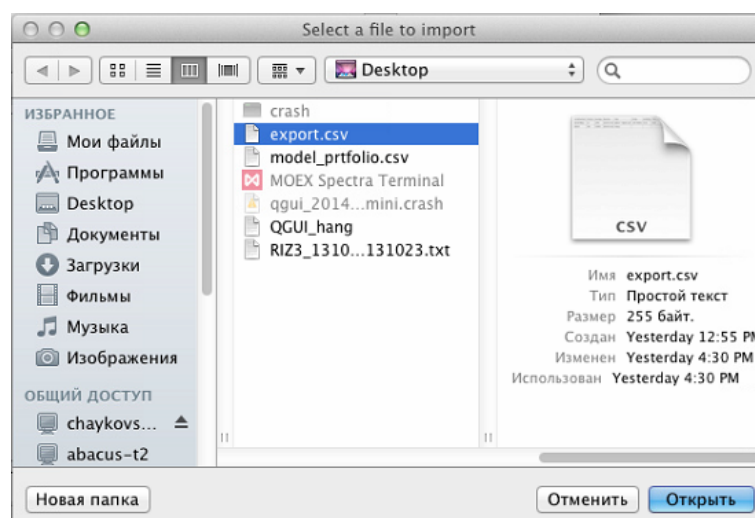 Select a file to import
Desktop
ИЗБРАННОЕ
Мои файлы
Программы
Desktop
Документы
Загрузки
Фильмы
Музыка
Изображения
ОБЩИЙ ДОСТУП
chaykovs...
abacus-t2
crash
export.csv
model_prtfolio.csv
MOEX Spectra Terminal
qgui_2014...mini.crash
QGUI_hang
RIZ3_1310...131023.txt
CSV
Имя export.csv
Тип Простой текст
Размер 255 байт.
Создан Yesterday 12:55 PM
Изменен Yesterday 4:30 PM
Использован Yesterday 4:30 PM
Новая папка
Отменить
Открыть